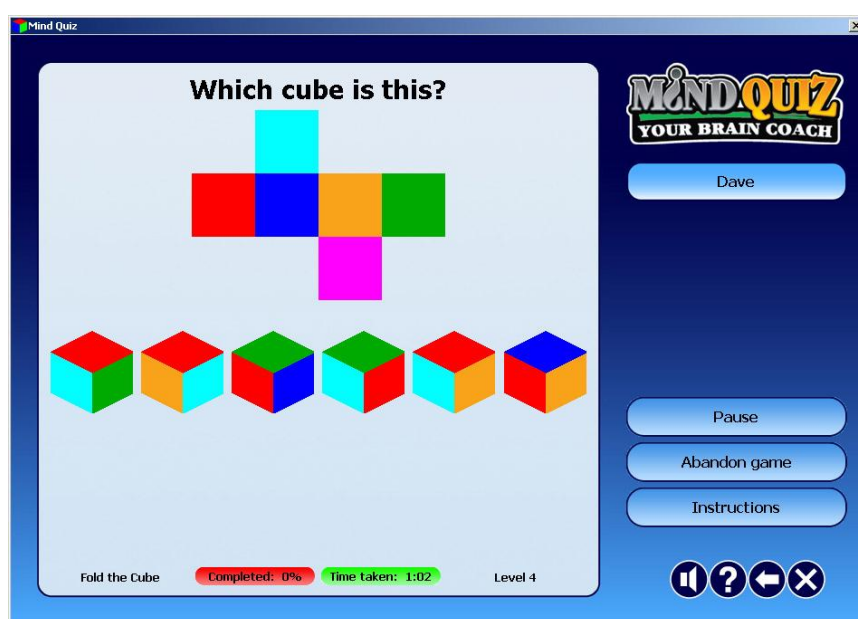 Mind Quiz
Which cube is this?
MINDQUIZ
YOUR BRAIN COACH
Dave
Pause
Abandon game
Instructions
Fold the Cube
Completed: 0%
Time taken: 1:02
Level 4
?